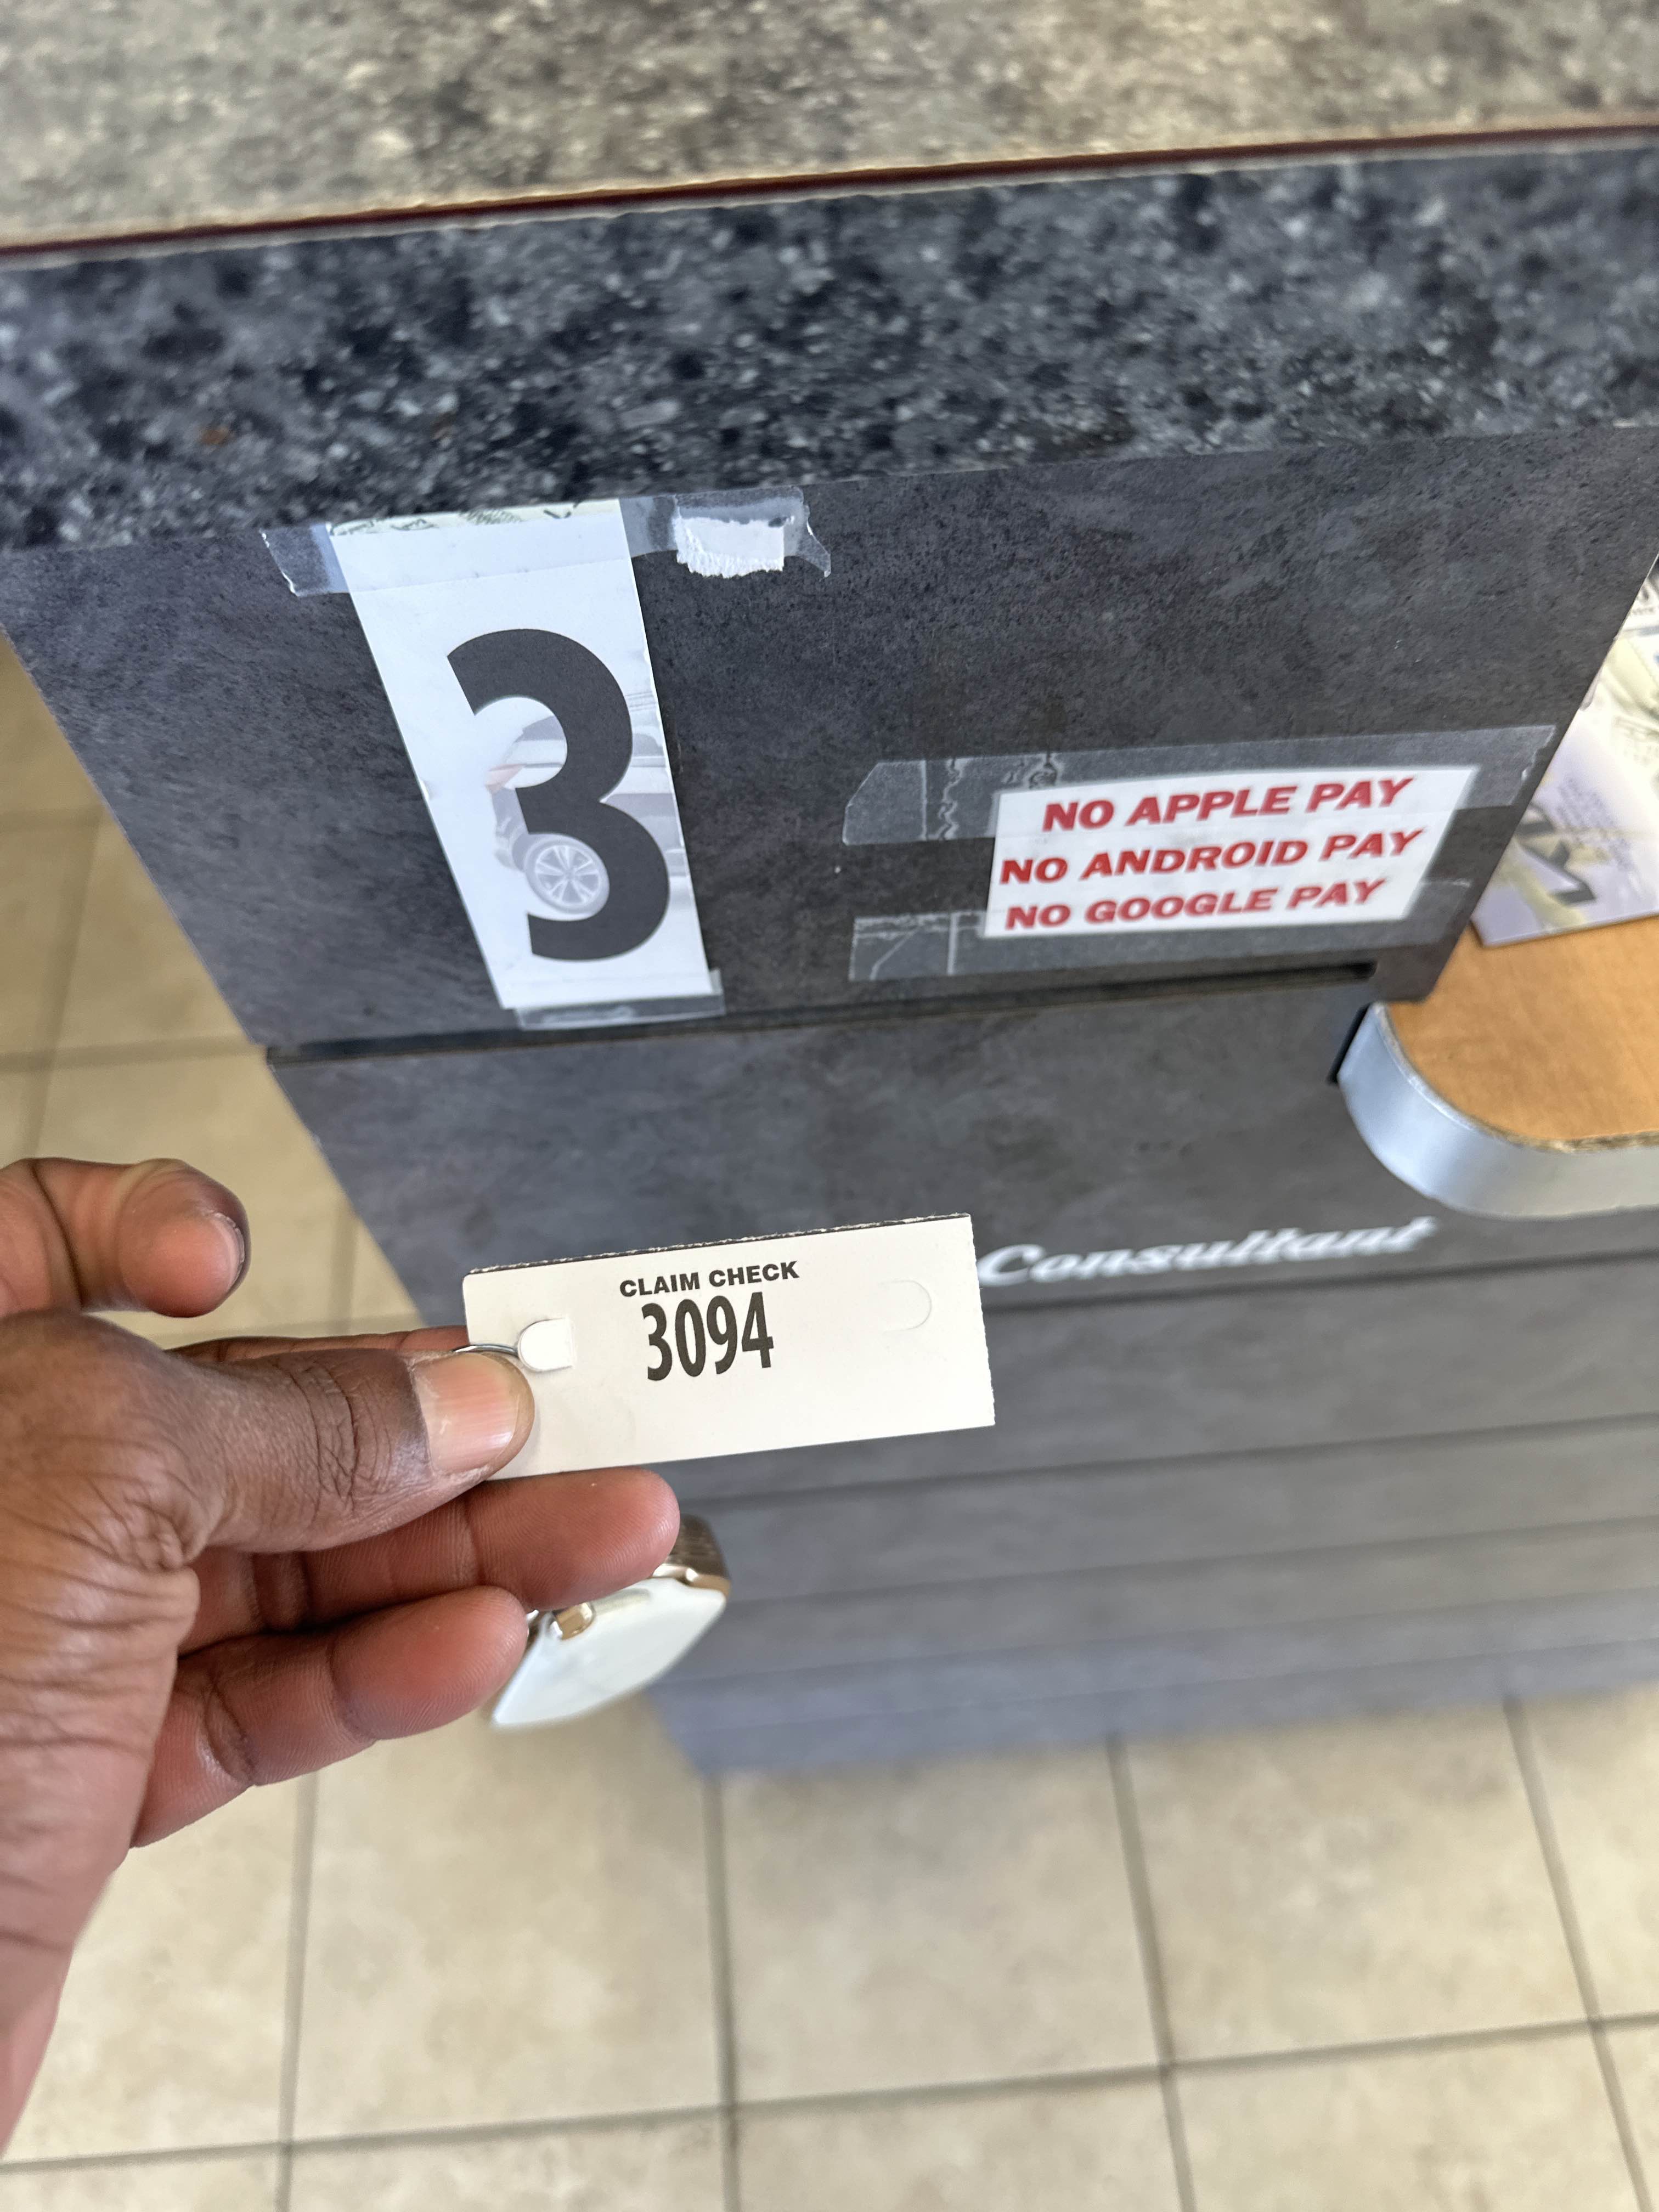 3
NO APPLE PAY
NO ANDROID PAY
NO GOOGLE PAY
Consultant
CLAIM CHECK
3094